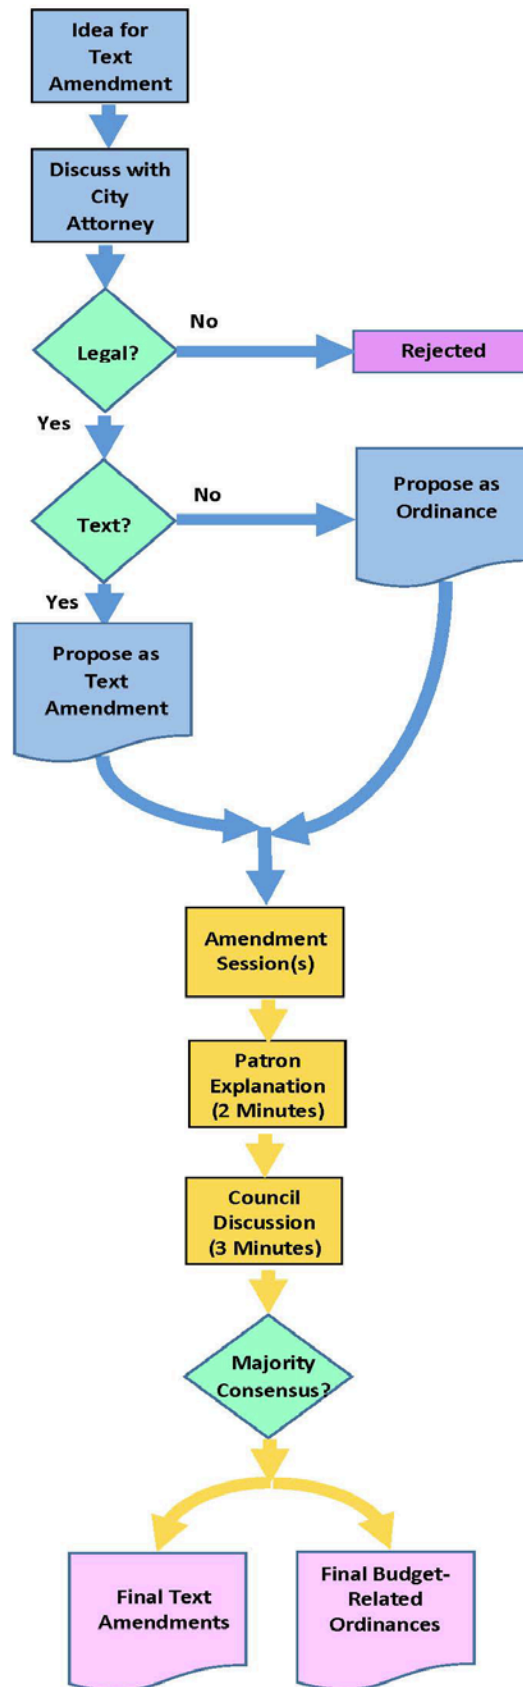 Idea for
Text
Amendment
Discuss with
City
Attorney
Legal?
No
Rejected
Yes
Text?
No
Propose as
Ordinance
Yes
Propose as
Text
Amendment
Amendment
Session(s)
Patron
Explanation
(2 Minutes)
Council
Discussion
(3 Minutes)
Majority
Consensus?
Final Text
Amendments
Final Budget-
Related
Ordinances